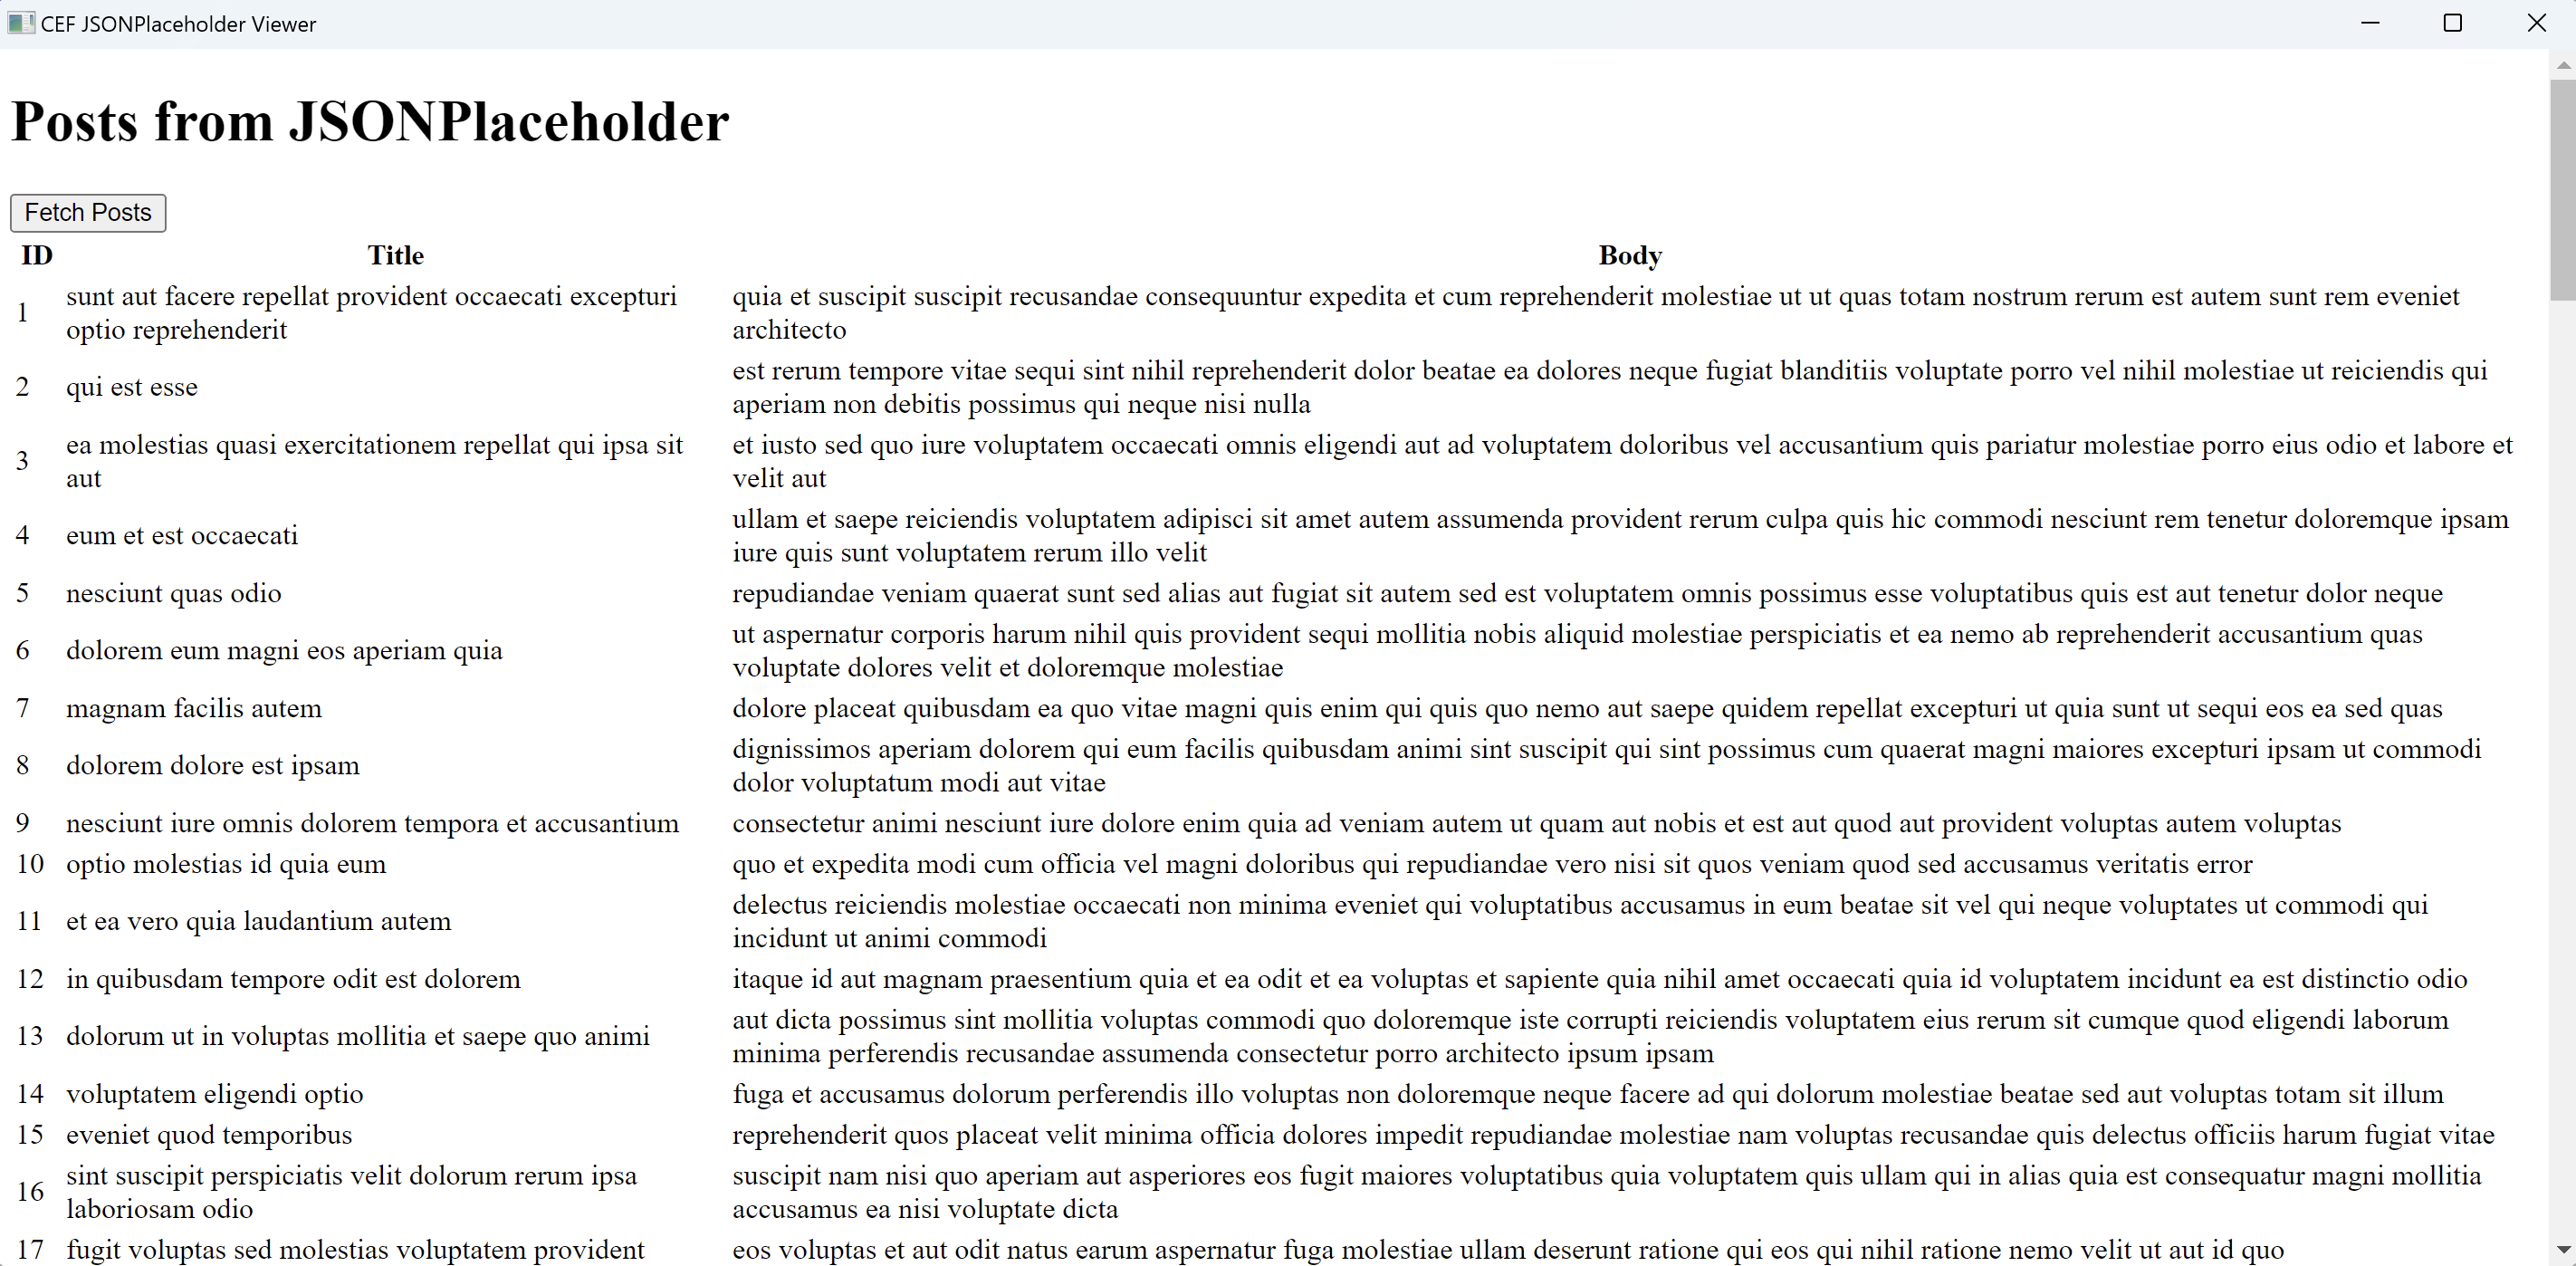 CEF JSONPlaceholder Viewer
Posts from JSONPlaceholder
Fetch Posts
ID Title Body
1 sunt aut facere repellat provident occaecati excepturi optio reprehenderit quia et suscipit suscipit recusandae consequuntur expedita et cum reprehenderit molestiae ut ut quas totam nostrum rerum est autem sunt rem eveniet architecto
2 qui est esse est rerum tempore vitae sequi sint nihil reprehenderit dolor beatae ea dolores neque fugiat blanditiis voluptate porro vel nihil molestiae ut reiciendis qui aperiam non debitis possimus qui neque nisi nulla
3 ea molestias quasi exercitationem repellat qui ipsa sit aut et iusto sed quo iure voluptatem occaecati omnis eligendi aut ad voluptatem doloribus vel accusantium quis pariatur molestiae porro eius odio et labore et velit aut
4 eum et est occaecati ullam et saepe reiciendis voluptatem adipisci sit amet autem assumenda provident rerum culpa quis hic commodi nesciunt rem tenetur doloremque ipsam iure quis sunt voluptatem rerum illo velit
5 nesciunt quas odio repudiandae veniam quaerat sunt sed alias aut fugiat sit autem sed est voluptatem omnis possimus esse voluptatibus quis est aut tenetur dolor neque
6 dolorem eum magni eos aperiam quia ut aspernatur corporis harum nihil quis provident sequi mollitia nobis aliquid molestiae perspiciatis et ea nemo ab reprehenderit accusantium quas voluptate dolores velit et doloremque molestiae
7 magnam facilis autem dolore placeat quibusdam ea quo vitae magni quis enim qui quis quo nemo aut saepe quidem repellat excepturi ut quia sunt ut sequi eos ea sed quas
8 dolorem dolore est ipsam dignissimos aperiam dolorem qui eum facilis quibusdam animi sint suscipit qui sint possimus cum quaerat magni maiores excepturi ipsam ut commodi dolor voluptatum modi aut vitae
9 nesciunt iure omnis dolorem tempora et accusantium consectetur animi nesciunt iure dolore enim quia ad veniam autem ut quam aut nobis et est aut quod aut provident voluptas autem voluptas
10 optio molestias id quia eum quo et expedita modi cum officia vel magni doloribus qui repudiandae vero nisi sit quos veniam quod sed accusamus veritatis error
11 et ea vero quia laudantium autem delectus reiciendis molestiae occaecati non minima eveniet qui voluptatibus accusamus in eum beatae sit vel qui neque voluptates ut commodi qui incidunt ut animi commodi
12 in quibusdam tempore odit est dolorem itaque id aut magnam praesentium quia et ea odit et ea voluptas et sapiente quia nihil amet occaecati quia id voluptatem incidunt ea est distinctio odio
13 dolorum ut in voluptas mollitia et saepe quo animi aut dicta possimus sint mollitia voluptas commodi quo doloremque iste corrupti reiciendis voluptatem eius rerum sit cumque quod eligendi laborum minima perferendis recusandae assumenda consectetur porro architecto ipsum ipsam
14 voluptatem eligendi optio fuga et accusamus dolorum perferendis illo voluptas non doloremque neque facere ad qui dolorum molestiae beatae sed aut voluptas totam sit illum
15 eveniet quod temporibus reprehenderit quos placeat velit minima officia dolores impedit repudiandae molestiae nam voluptas recusandae quis delectus officiis harum fugiat vitae
16 sint suscipit perspiciatis velit dolorum rerum ipsa laboriosam odio suscipit nam nisi quo aperiam aut asperiores eos fugit maiores voluptatibus quia voluptatem quis ullam qui in alias quia est consequatur magni mollitia accusamus ea nisi voluptate dicta
17 fugit voluptas sed molestias voluptatem provident eos voluptas et aut odit natus earum aspernatur fuga molestiae ullam deserunt ratione qui eos qui nihil ratione nemo velit ut aut id quo